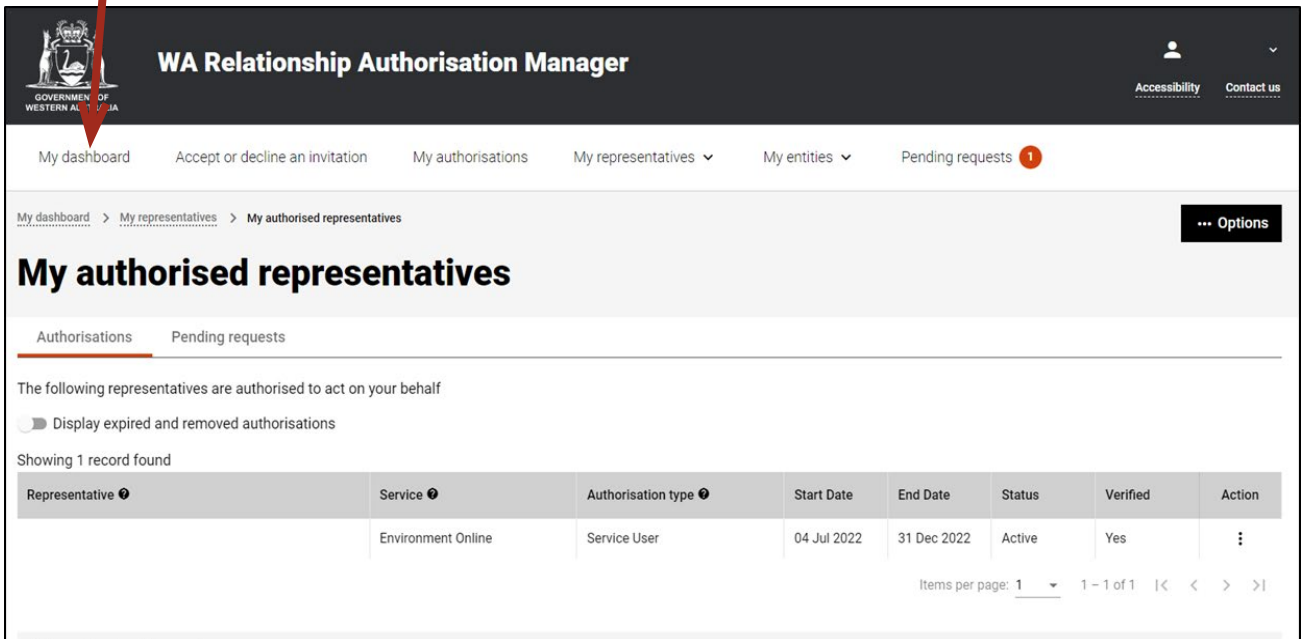 WA Relationship Authorisation Manager
GOVERNMENT OF
WESTERN AUSTRALIA
Accessibility Contact us
My dashboard Accept or decline an invitation My authorisations My representatives My entities Pending requests 1
My dashboard > My representatives > My authorised representatives
... Options
My authorised representatives
Authorisations Pending requests
The following representatives are authorised to act on your behalf
Display expired and removed authorisations
Showing 1 record found
Representative Service Authorisation type Start Date End Date Status Verified Action
Environment Online Service User 04 Jul 2022 31 Dec 2022 Active Yes
Items per page: 1 1 – 1 of 1